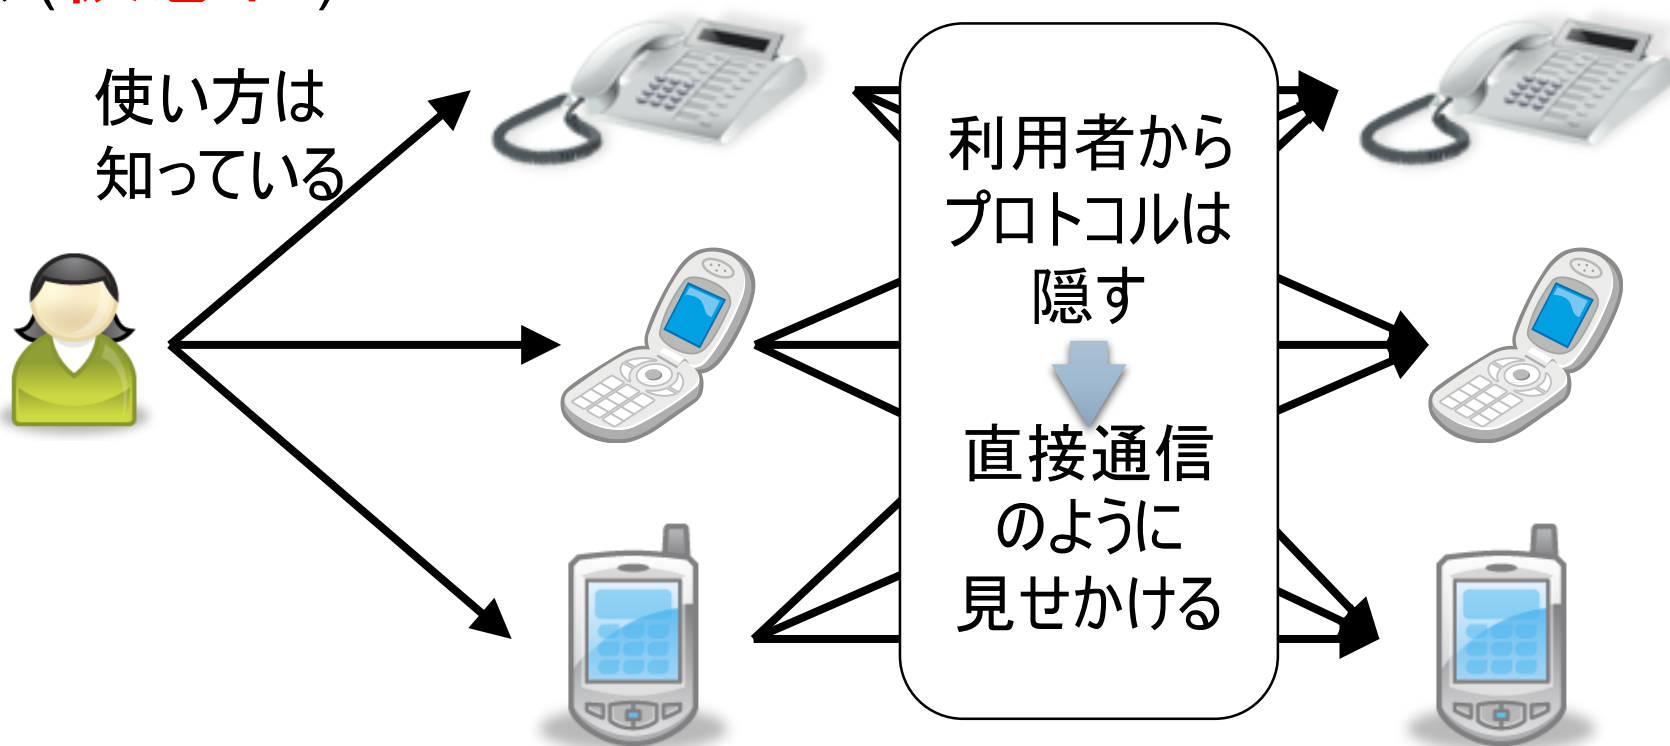 使い方は
知っている
利用者から
プロトコルは
隠す
直接通信
のように
見せかける